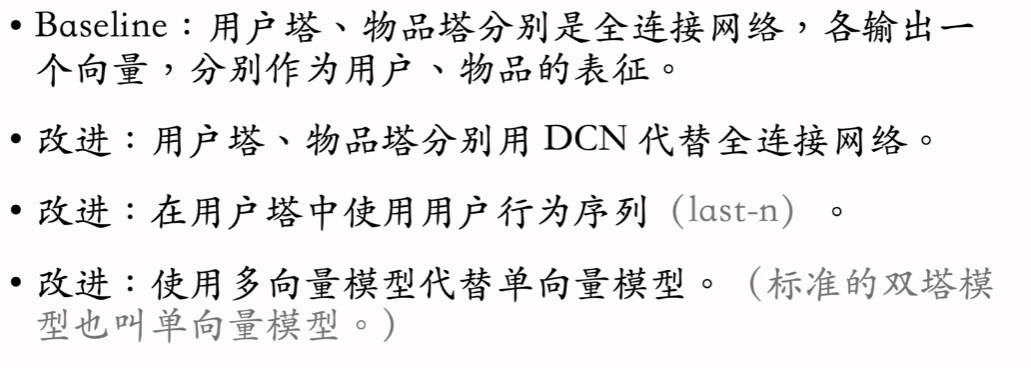 • Baseline：用户塔、物品塔分别是全连接网络，各输出一
个向量，分别作为用户、物品的表征。
• 改进：用户塔、物品塔分别用 DCN 代替全连接网络。
• 改进：在用户塔中使用用户行为序列（last-n）。
• 改进：使用多向量模型代替单向量模型。（标准的双塔模
型也叫单向量模型。）